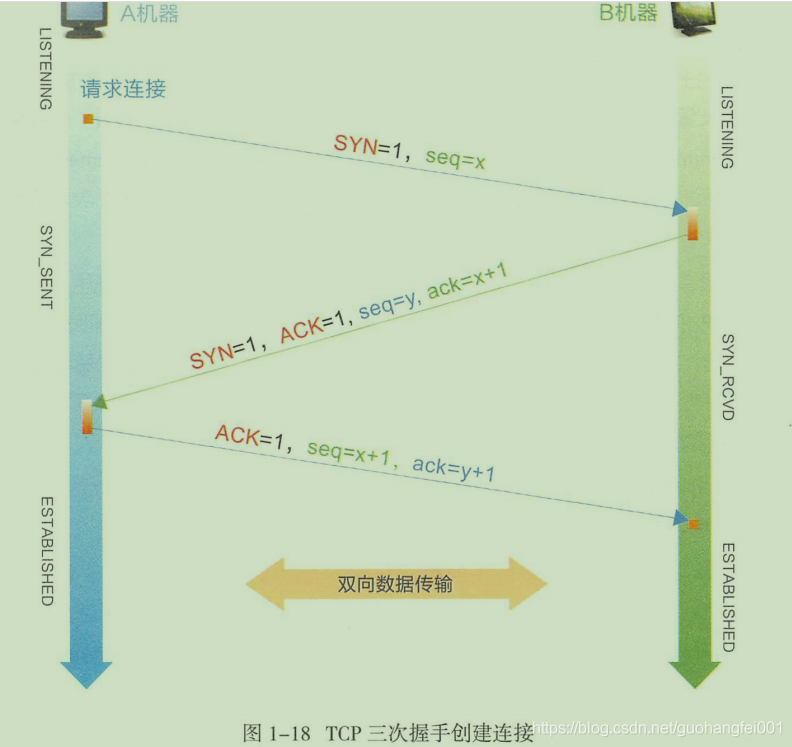 A机器
B机器
LISTENING
请求连接
LISTENING
SYN=1, seq=x
SYN_SENT
SYN=1, ACK=1, seq=y, ack=x+1
SYN_RCVD
ACK=1, seq=x+1, ack=y+1
ESTABLISHED
ESTABLISHED
双向数据传输
图 1-18 TCP 三次握手创建连接
https://blog.csdn.net/guohangfei001